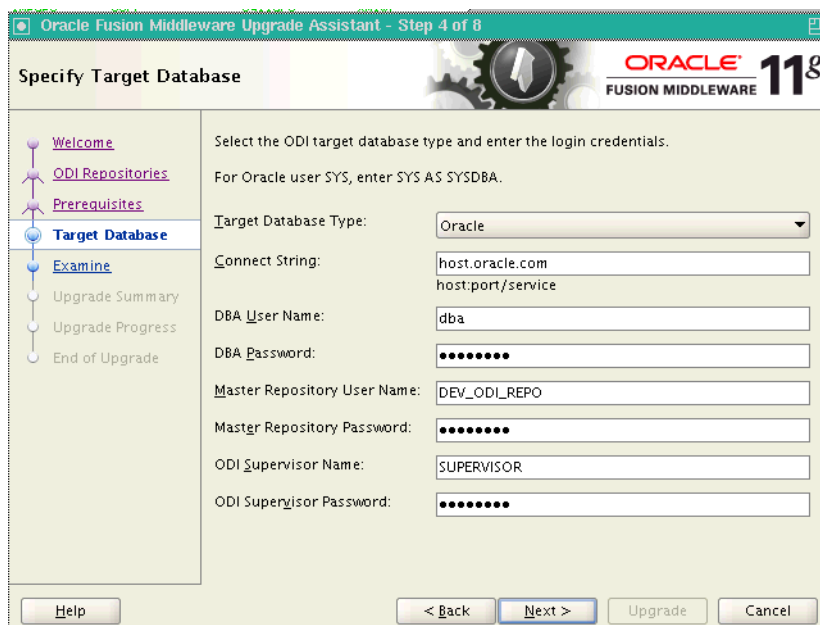 Oracle Fusion Middleware Upgrade Assistant - Step 4 of 8
Specify Target Database
ORACLE
FUSION MIDDLEWARE 11g
Welcome
ODI Repositories
Prerequisites
Target Database
Examine
Upgrade Summary
Upgrade Progress
End of Upgrade
Select the ODI target database type and enter the login credentials.
For Oracle user SYS, enter SYS AS SYSDBA.
Target Database Type: Oracle
Connect String: host.oracle.com
host:port/service
DBA User Name: dba
DBA Password: ••••••••
Master Repository User Name: DEV_ODI_REPO
Master Repository Password: ••••••••
ODI Supervisor Name: SUPERVISOR
ODI Supervisor Password: ••••••••
Help
< Back
Next >
Upgrade
Cancel